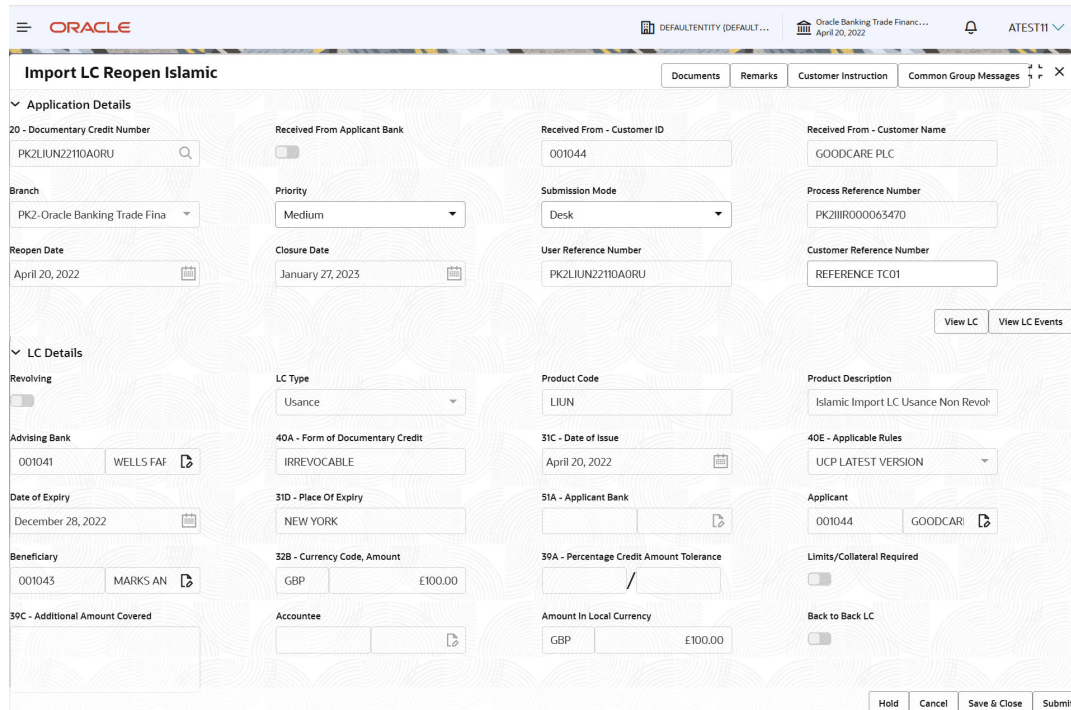 ORACLE
DEFAULTENTITY (DEFAULT...
Oracle Banking Trade Financ...
April 20, 2022
ATEST11
Import LC Reopen Islamic
Documents
Remarks
Customer Instruction
Common Group Messages
Application Details
20 - Documentary Credit Number
Received From Applicant Bank
Received From - Customer ID
Received From - Customer Name
PK2LIUN22110A0RU
001044
GOODCARE PLC
Branch
Priority
Submission Mode
Process Reference Number
PK2-Oracle Banking Trade Fina
Medium
Desk
PK2IIIR000063470
Reopen Date
Closure Date
User Reference Number
Customer Reference Number
April 20, 2022
January 27, 2023
PK2LIUN22110A0RU
REFERENCE TC01
View LC
View LC Events
LC Details
Revolving
LC Type
Product Code
Product Description
Usance
LIUN
Islamic Import LC Usance Non Revol
Advising Bank
40A - Form of Documentary Credit
31C - Date of Issue
40E - Applicable Rules
001041
WELLS FAR
IRREVOCABLE
April 20, 2022
UCP LATEST VERSION
Date of Expiry
31D - Place Of Expiry
51A - Applicant Bank
Applicant
December 28, 2022
NEW YORK
001044
GOODCARI
Beneficiary
32B - Currency Code, Amount
39A - Percentage Credit Amount Tolerance
Limits/Collateral Required
001043
MARKS AN
GBP
£100.00
/
39C - Additional Amount Covered
Accountee
Amount In Local Currency
Back to Back LC
GBP
£100.00
Hold
Cancel
Save & Close
Submit